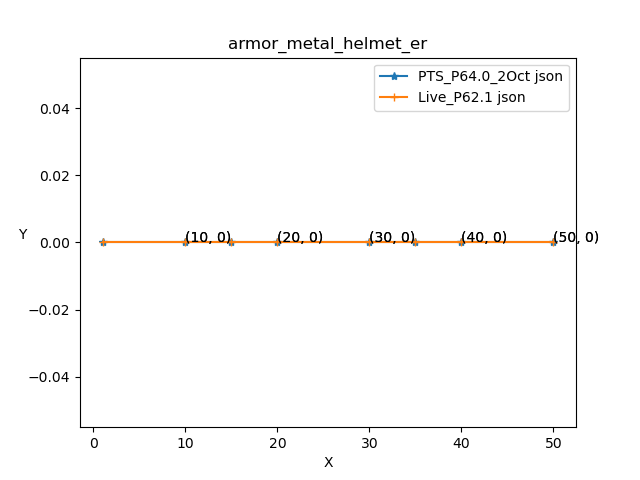 armor_metal_helmet_er
PTS_P64.0_2Oct json
Live_P62.1 json
0.04
0.02
0.00
−0.02
−0.04
Y
(10, 0) (20, 0) (30, 0) (40, 0) (50, 0)
0 10 20 30 40 50
X